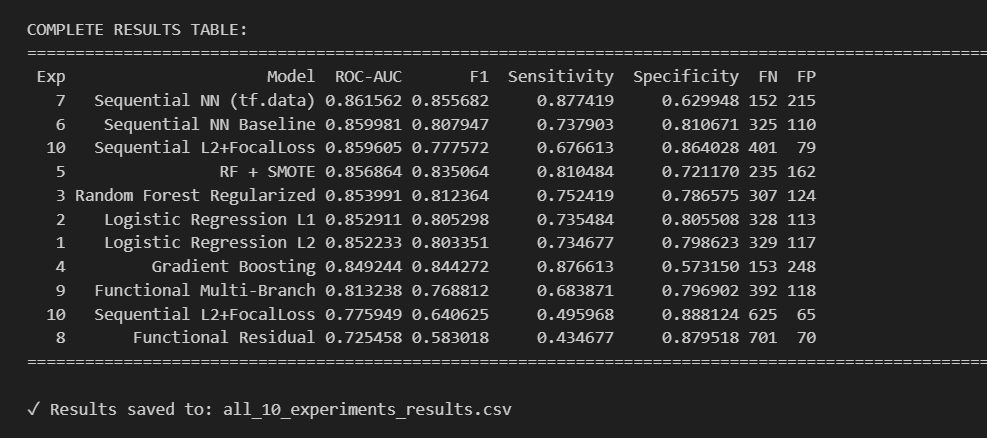 COMPLETE RESULTS TABLE:
====================================================================================================
Exp Model ROC-AUC F1 Sensitivity Specificity FN FP
7 Sequential NN (tf.data) 0.861562 0.855682 0.877419 0.629948 152 215
6 Sequential NN Baseline 0.859981 0.807947 0.737903 0.810671 325 110
10 Sequential L2+FocalLoss 0.859605 0.777572 0.676613 0.864028 401 79
5 RF + SMOTE 0.856864 0.835064 0.810484 0.721170 235 162
3 Random Forest Regularized 0.853991 0.812364 0.752419 0.786575 307 124
2 Logistic Regression L1 0.852911 0.805298 0.735484 0.805508 328 113
1 Logistic Regression L2 0.852233 0.803351 0.734677 0.798623 329 117
4 Gradient Boosting 0.849244 0.844272 0.876613 0.573150 153 248
9 Functional Multi-Branch 0.813238 0.768812 0.683871 0.796902 392 118
10 Sequential L2+FocalLoss 0.775949 0.640625 0.495968 0.888124 625 65
8 Functional Residual 0.725458 0.583018 0.434677 0.879518 701 70
====================================================================================================
✓ Results saved to: all_10_experiments_results.csv